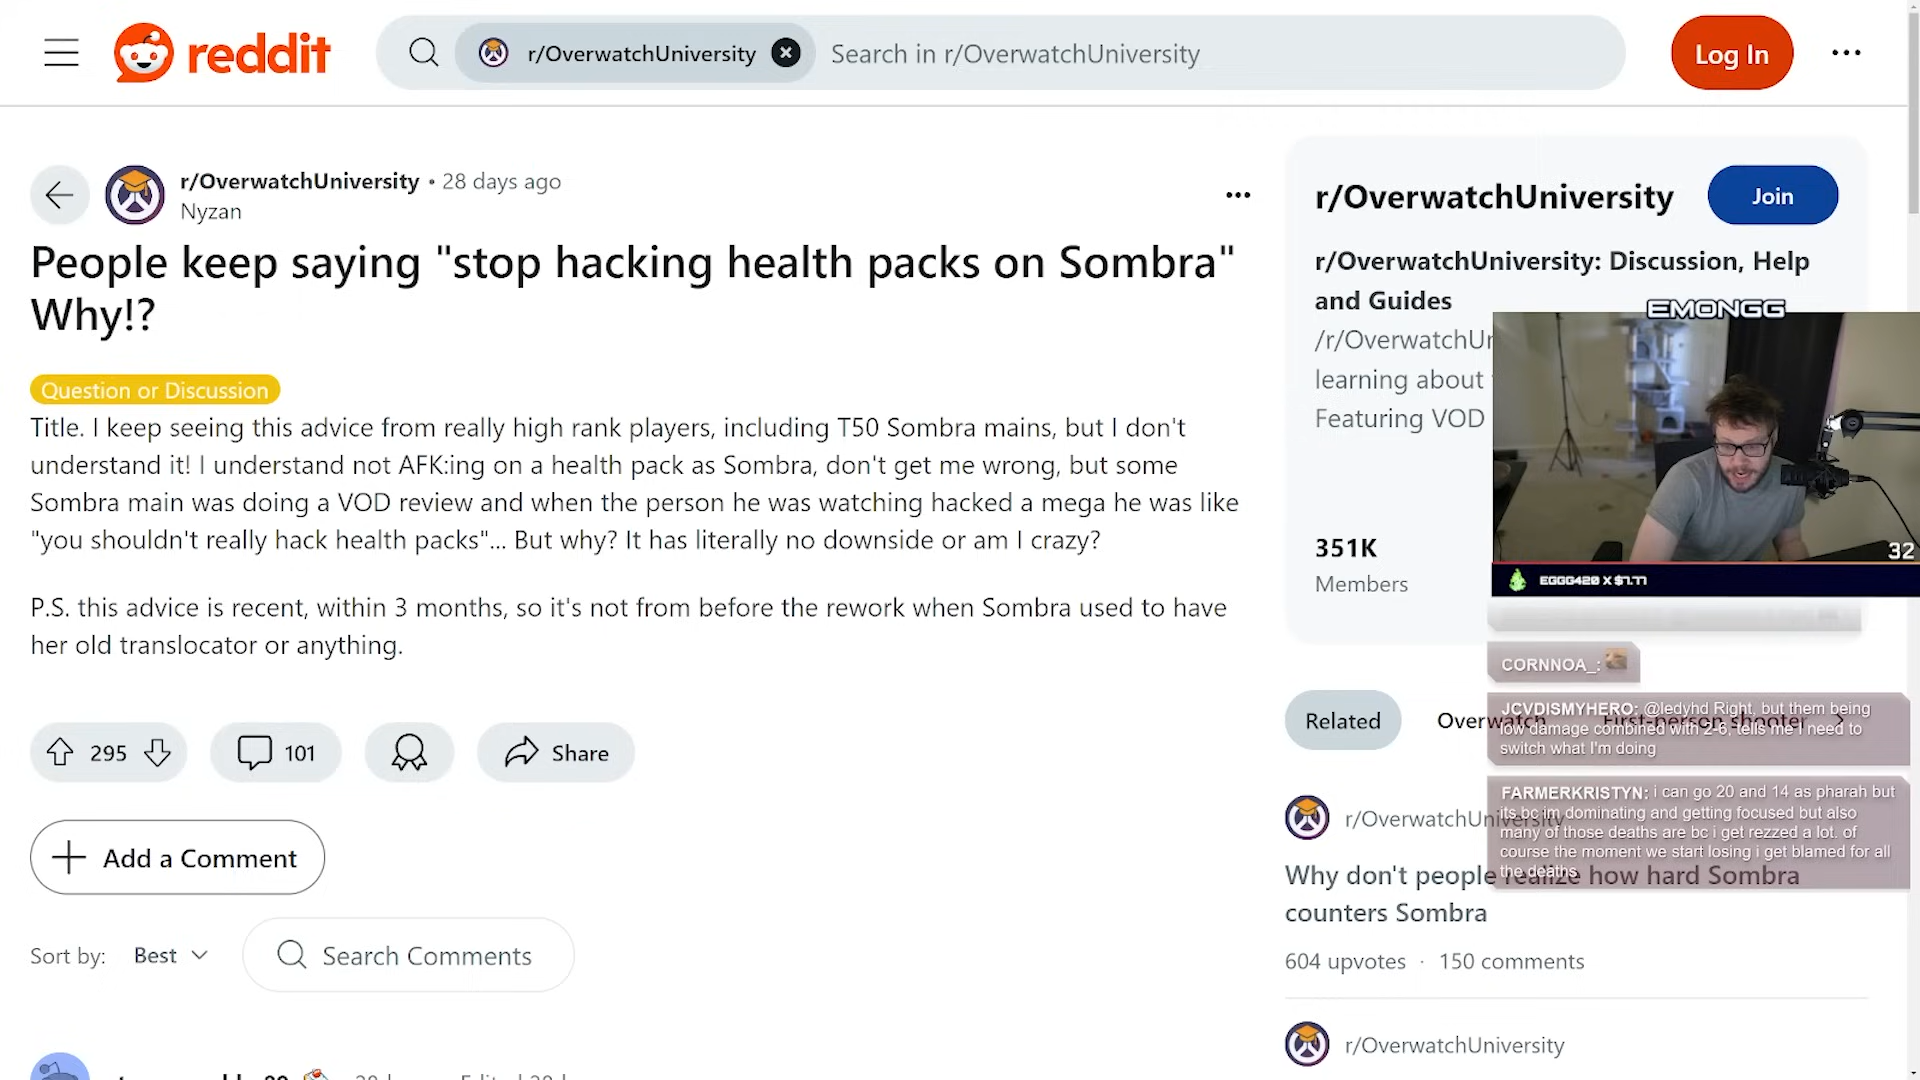 reddit
r/OverwatchUniversity
Search in r/OverwatchUniversity
Log In
r/OverwatchUniversity • 28 days ago
Nyzan
People keep saying "stop hacking health packs on Sombra"
Why!?
Question or Discussion
Title. I keep seeing this advice from really high rank players, including T50 Sombra mains, but I don't
understand it! I understand not AFK:ing on a health pack as Sombra, don't get me wrong, but some
Sombra main was doing a VOD review and when the person he was watching hacked a mega he was like
"you shouldn't really hack health packs"... But why? It has literally no downside or am I crazy?
P.S. this advice is recent, within 3 months, so it's not from before the rework when Sombra used to have
her old translocator or anything.
295
101
Share
Add a Comment
Sort by:
Best
Search Comments
r/OverwatchUniversity
Join
r/OverwatchUniversity: Discussion, Help
and Guides
/r/OverwatchUn
learning about
Featuring VOD
351K
Members
EMONGG
32
EGGG420 X $7.77
CORNNOA_:
JCVDISMYHERO: @ledyhd Right, but them being
low damage combined with 2-6, tells me I need to
switch what I'm doing
Related
Overwatch
First-person shooter
FARMERKRISTYN: i can go 20 and 14 as pharah but
its bc im dominating and getting focused but also
many of those deaths are bc i get rezzed a lot. of
course the moment we start losing i get blamed for all
the deaths
r/OverwatchUniversity
Why don't people realize how hard Sombra
counters Sombra
604 upvotes · 150 comments
r/OverwatchUniversity